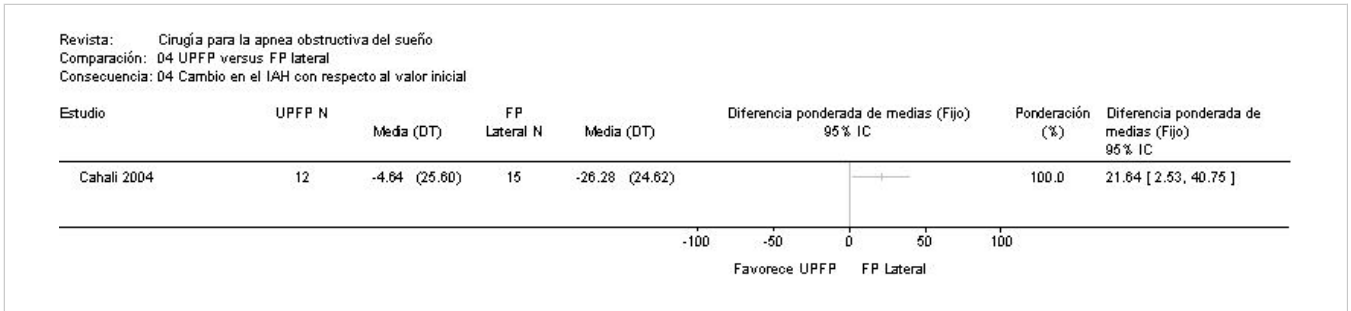 Revista: Cirugía para la apnea obstructiva del sueño
Comparación: 04 UPFP versus FP lateral
Consecuencia: 04 Cambio en el IAH con respecto al valor inicial
Estudio UPFP N Media (DT) FP Lateral N Media (DT) Diferencia ponderada de medias (Fijo) 95% IC Ponderación (%) Diferencia ponderada de medias (Fijo) 95% IC
Cahali 2004 12 -4.64 (25.60) 15 -26.28 (24.62) 100.0 21.64 [ 2.53, 40.75 ]
-100 -50 0 50 100
Favorece UPFP FP Lateral